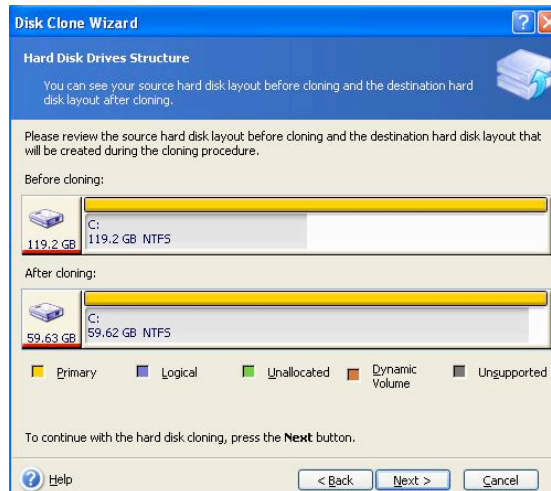 Disk Clone Wizard
Hard Disk Drives Structure
You can see your source hard disk layout before cloning and the destination hard
disk layout after cloning.
Please review the source hard disk layout before cloning and the destination hard disk layout that
will be created during the cloning procedure.
Before cloning:
119.2 GB
C:
119.2 GB NTFS
After cloning:
59.63 GB
C:
59.62 GB NTFS
Primary
Logical
Unallocated
Dynamic
Volume
Unsupported
To continue with the hard disk cloning, press the Next button.
Help
< Back
Next >
Cancel